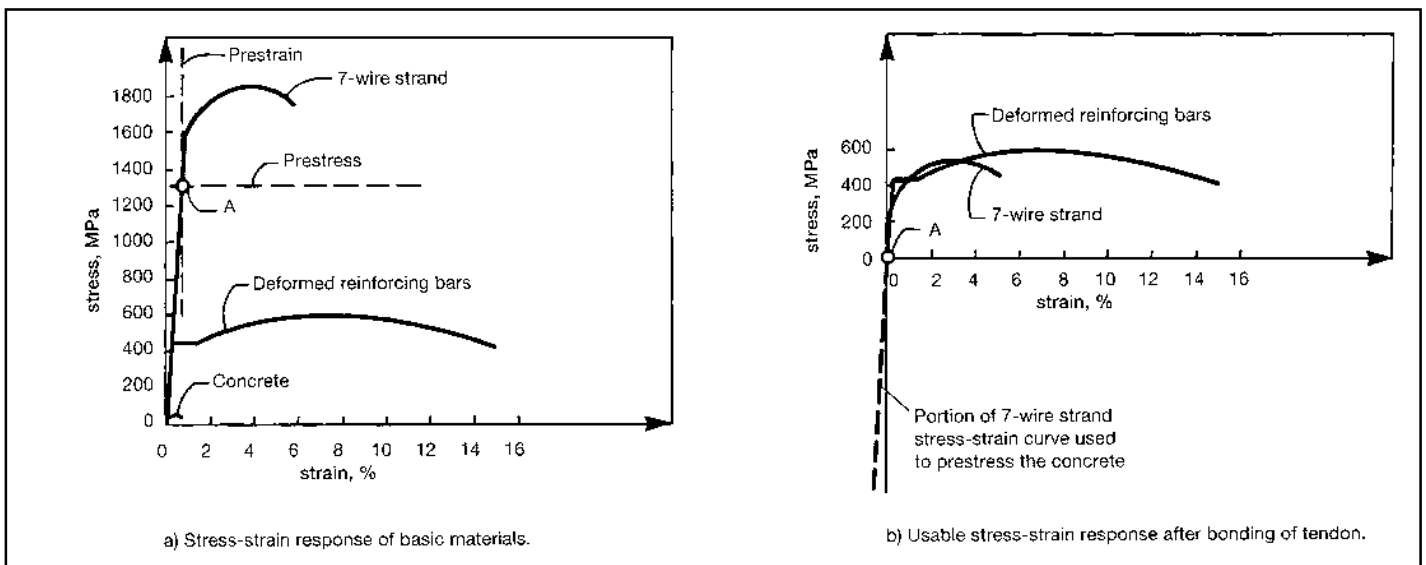 Prestrain
7-wire strand
1800
1600
Prestress
1400
1200
A
1000
stress, MPa
800
Deformed reinforcing bars
600
400
Concrete
200
0
0 2 4 6 8 10 12 14 16
strain, %
a) Stress-strain response of basic materials.
Deformed reinforcing bars
600
400
stress, MPa
7-wire strand
200
A
0
0 2 4 6 8 10 12 14 16
strain, %
Portion of 7-wire strand
stress-strain curve used
to prestress the concrete
b) Usable stress-strain response after bonding of tendon.